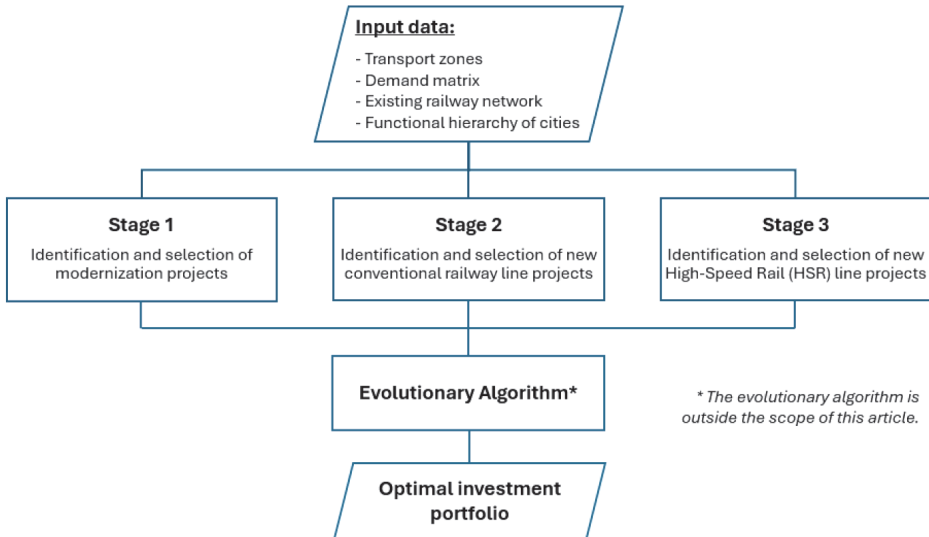 Input data:
- Transport zones
- Demand matrix
- Existing railway network
- Functional hierarchy of cities
Stage 1
Identification and selection of
modernization projects
Stage 2
Identification and selection of new
conventional railway line projects
Stage 3
Identification and selection of new
High-Speed Rail (HSR) line projects
Evolutionary Algorithm*
* The evolutionary algorithm is
outside the scope of this article.
Optimal investment
portfolio